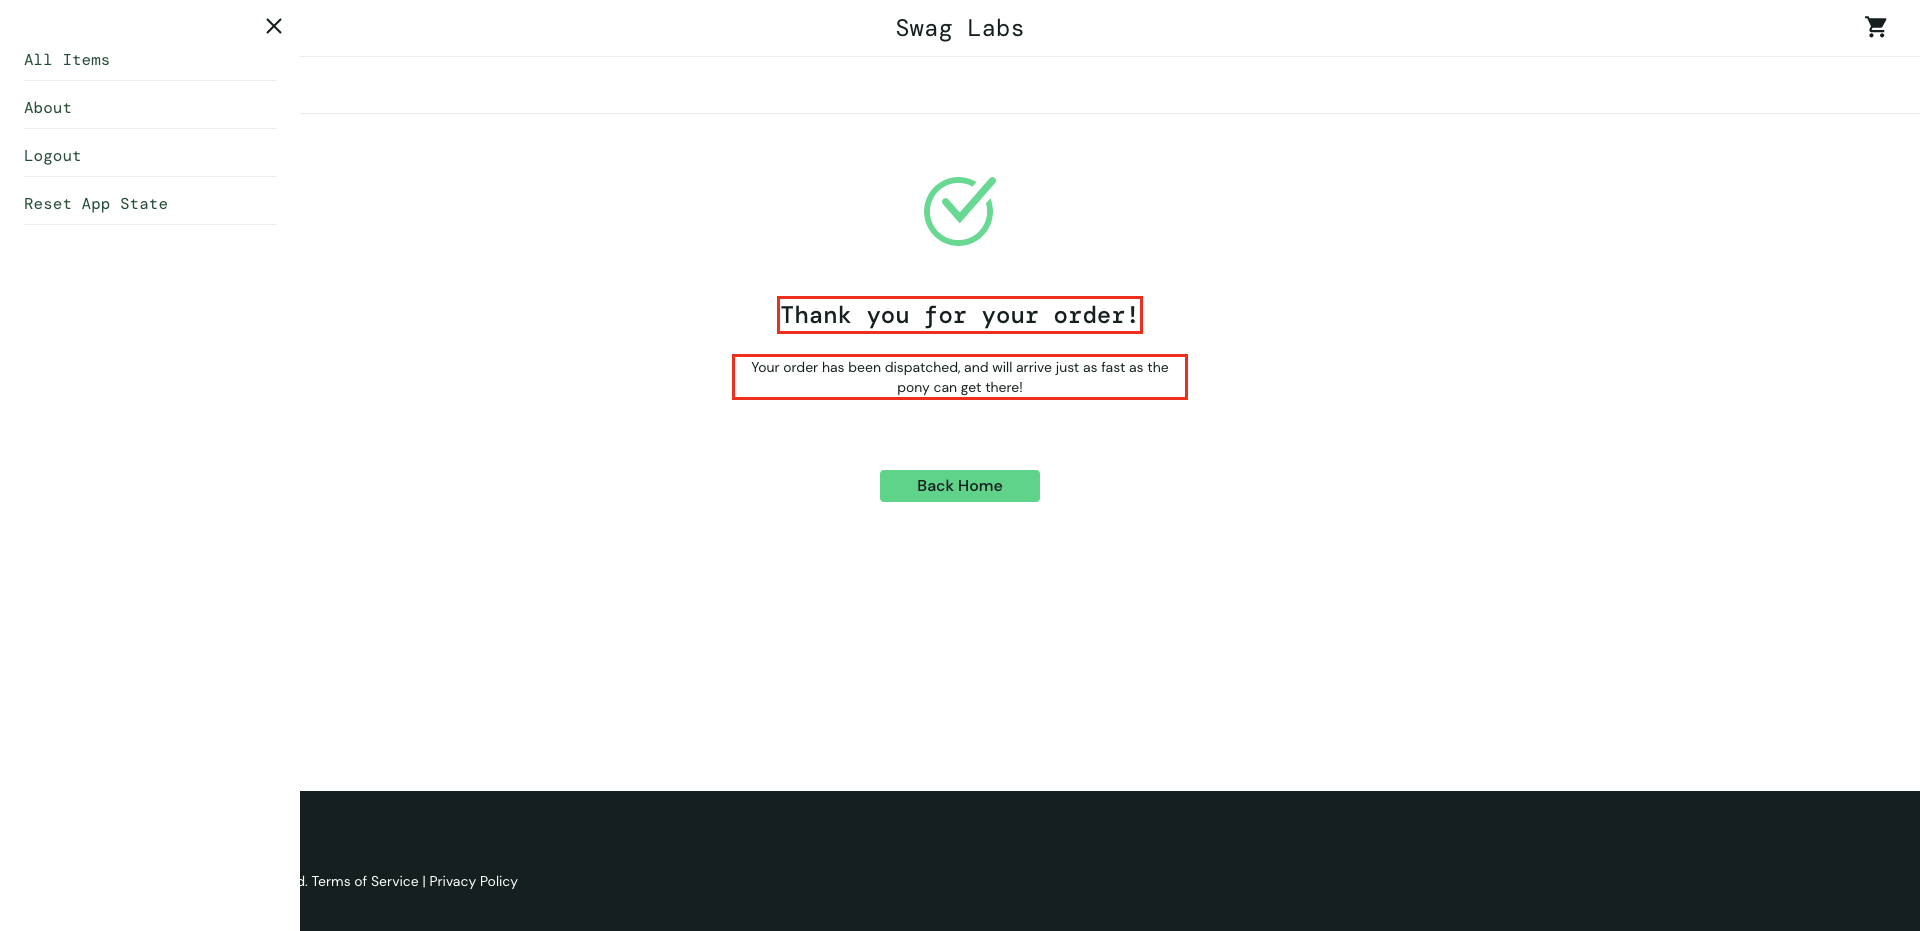 Swag Labs
All Items
About
Logout
Reset App State
Thank you for your order!
Your order has been dispatched, and will arrive just as fast as the
pony can get there!
Back Home
d. Terms of Service | Privacy Policy